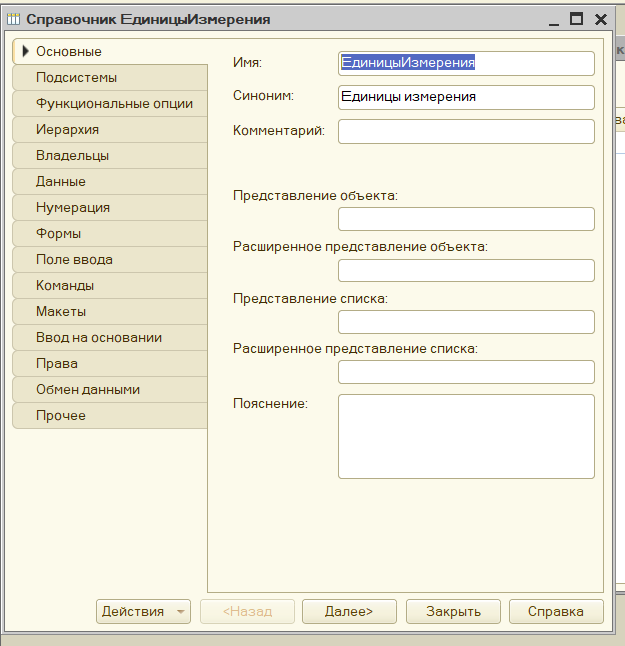 Справочник ЕдиницыИзмерения
Основные
Подсистемы
Функциональные опции
Иерархия
Владельцы
Данные
Нумерация
Формы
Поле ввода
Команды
Макеты
Ввод на основании
Права
Обмен данными
Прочее
Имя: ЕдиницыИзмерения
Синоним: Единицы измерения
Комментарий:
Представление объекта:
Расширенное представление объекта:
Представление списка:
Расширенное представление списка:
Пояснение:
Действия <Назад Далее> Закрыть Справка